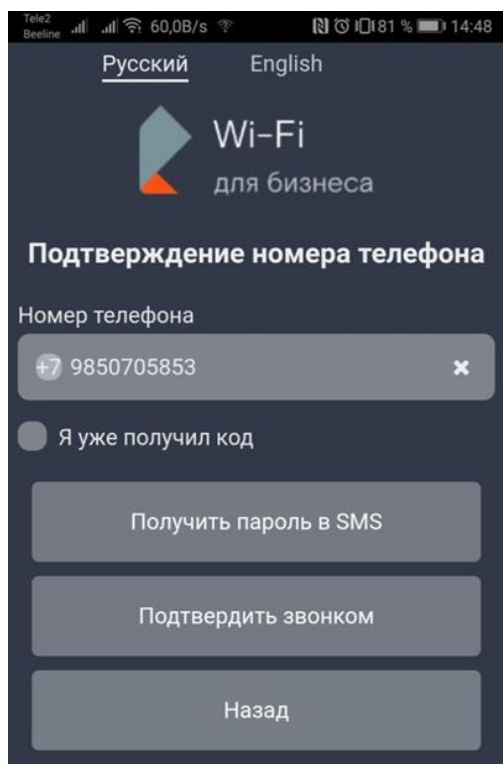 Tele2
Beeline 60,0B/s 81 % 14:48
Русский English
Wi-Fi
для бизнеса
Подтверждение номера телефона
Номер телефона
+7 9850705853
Я уже получил код
Получить пароль в SMS
Подтвердить звонком
Назад